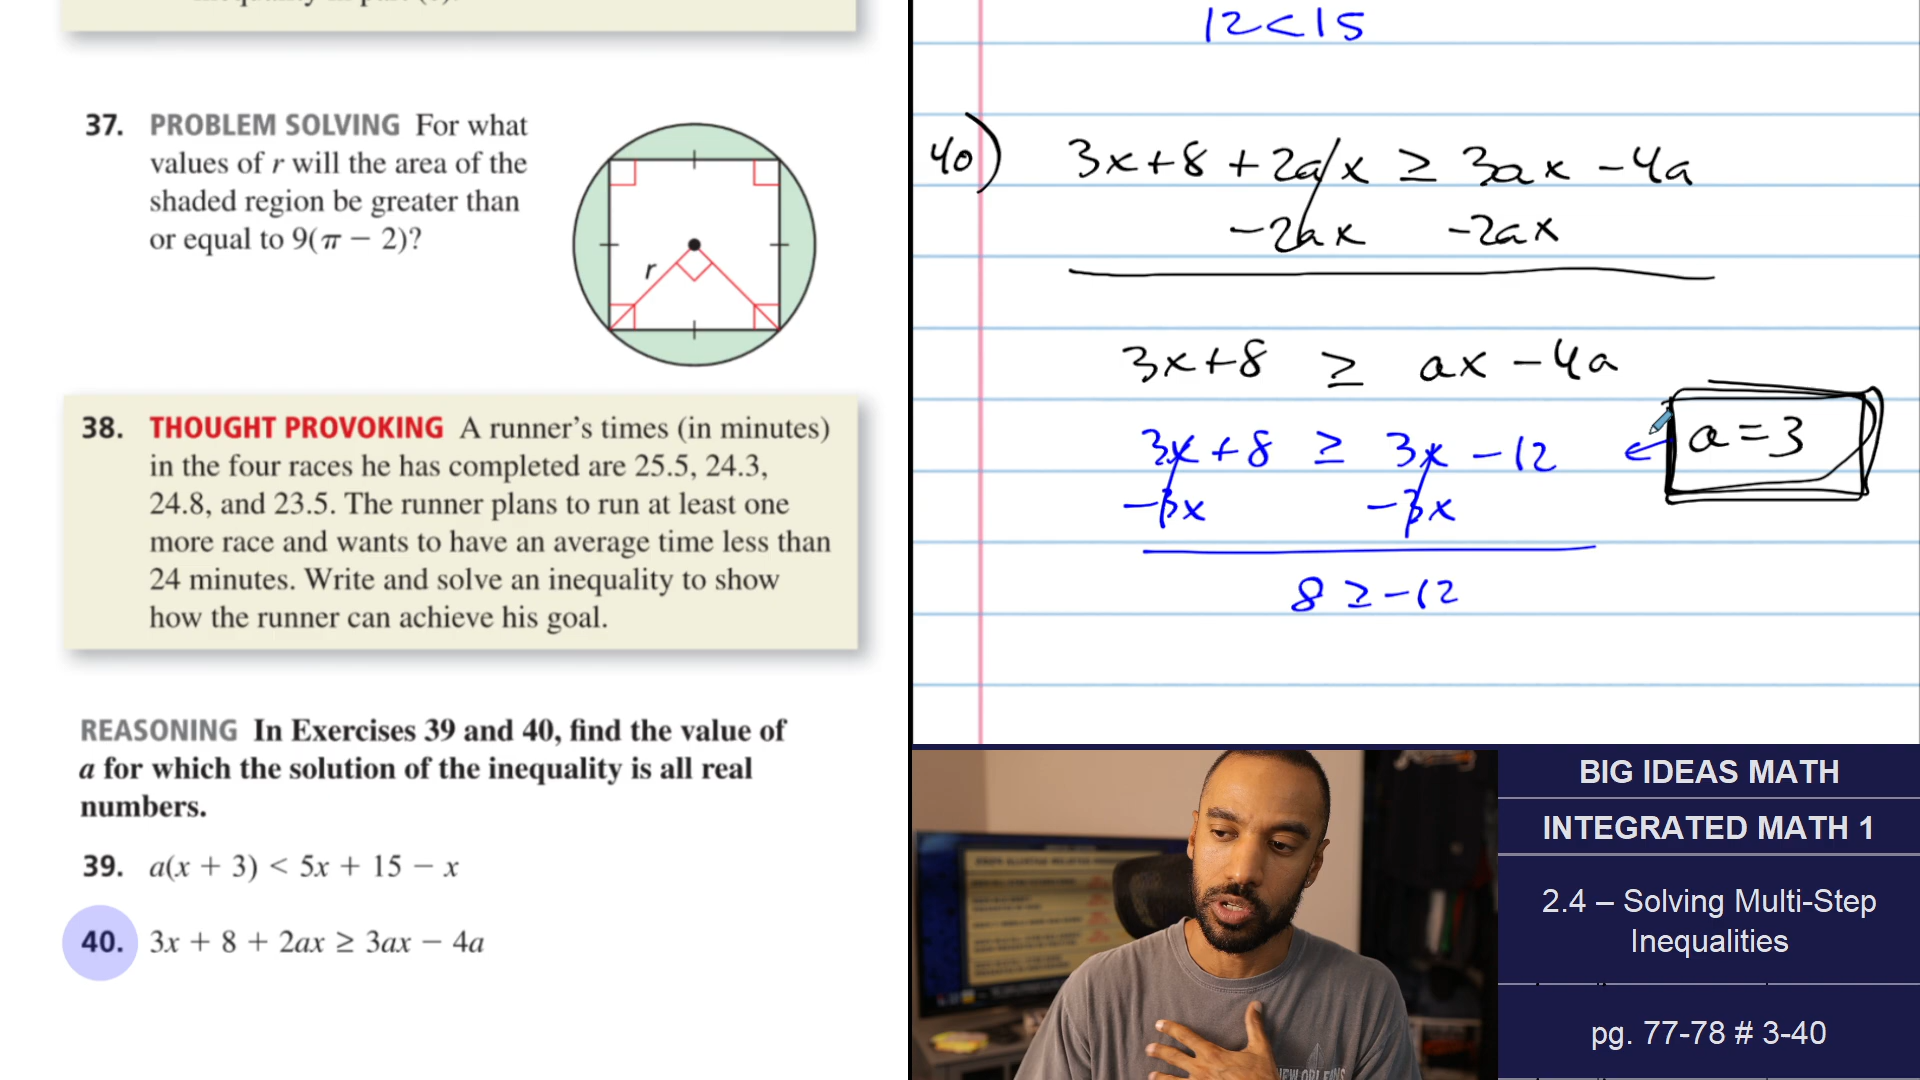 37. PROBLEM SOLVING For what
values of r will the area of the
shaded region be greater than
or equal to 9(π − 2)?
r
38. THOUGHT PROVOKING A runner’s times (in minutes)
in the four races he has completed are 25.5, 24.3,
24.8, and 23.5. The runner plans to run at least one
more race and wants to have an average time less than
24 minutes. Write and solve an inequality to show
how the runner can achieve his goal.
REASONING In Exercises 39 and 40, find the value of
a for which the solution of the inequality is all real
numbers.
39. a(x + 3) < 5x + 15 − x
40. 3x + 8 + 2ax ≥ 3ax − 4a
12<15
40) 3x+8 +2ax ≥ 3ax −4a
−2ax −2ax
3x+8 ≥ ax −4a
3x+8 ≥ 3x −12 ← a=3
−3x −3x
8 ≥ −12
NEW ORLEANS
BIG IDEAS MATH
INTEGRATED MATH 1
2.4 – Solving Multi-Step
Inequalities
pg. 77-78 # 3-40